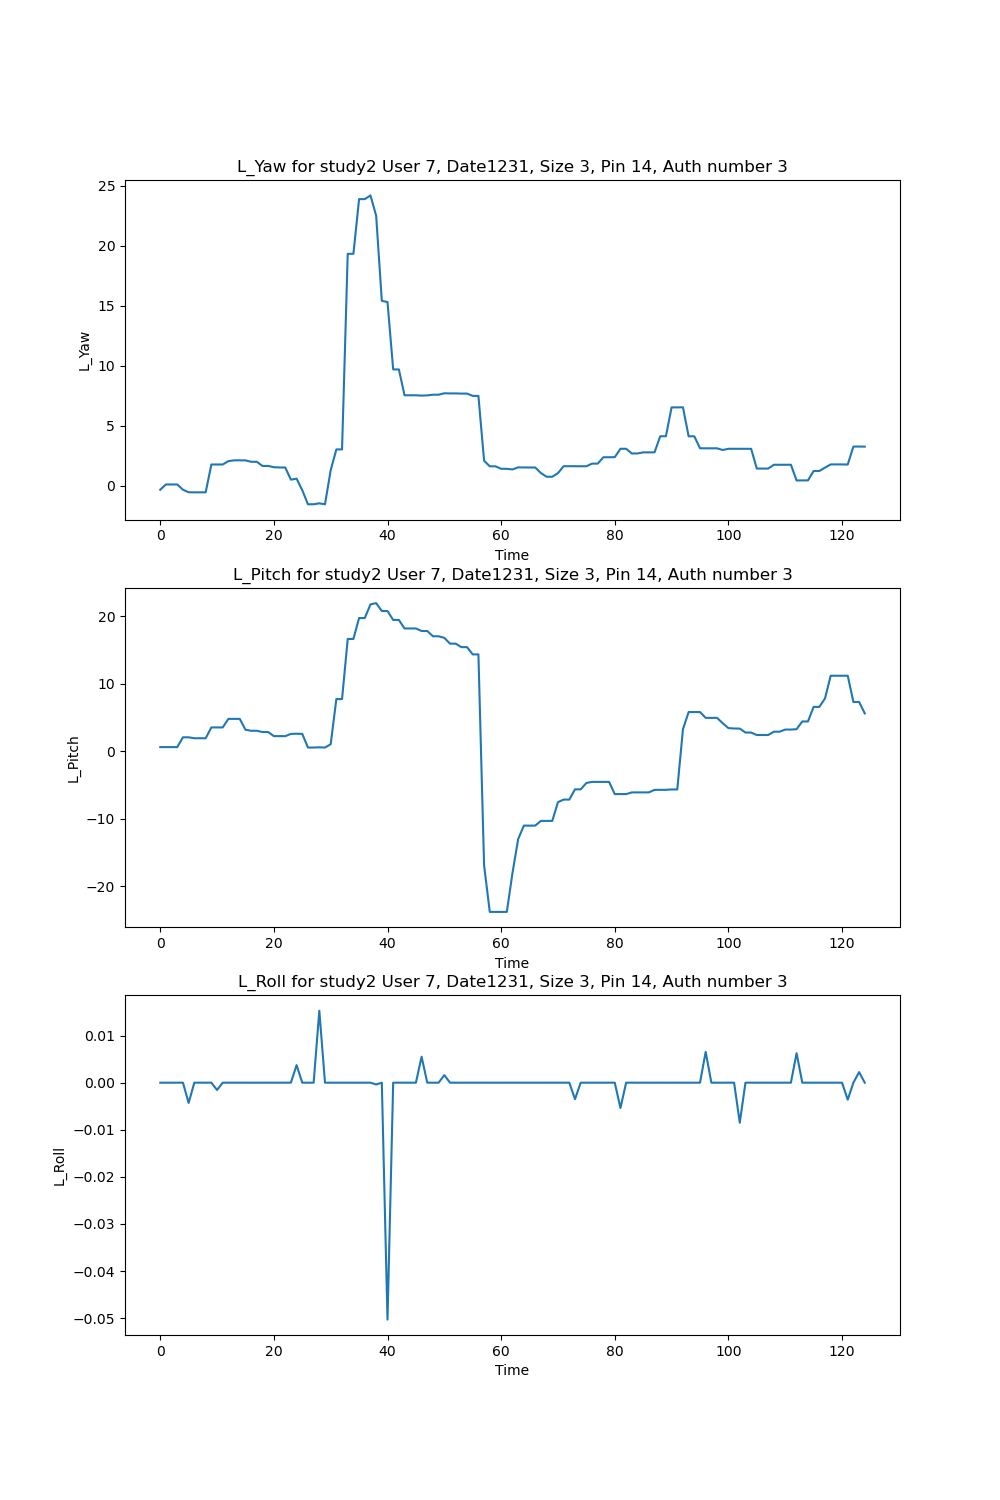 L_Yaw for study2 User 7, Date1231, Size 3, Pin 14, Auth number 3
25
20
15
10
5
0
L_Yaw
0 20 40 60 80 100 120
Time
L_Pitch for study2 User 7, Date1231, Size 3, Pin 14, Auth number 3
20
10
0
−10
−20
L_Pitch
0 20 40 60 80 100 120
Time
L_Roll for study2 User 7, Date1231, Size 3, Pin 14, Auth number 3
0.01
0.00
−0.01
−0.02
−0.03
−0.04
−0.05
L_Roll
0 20 40 60 80 100 120
Time